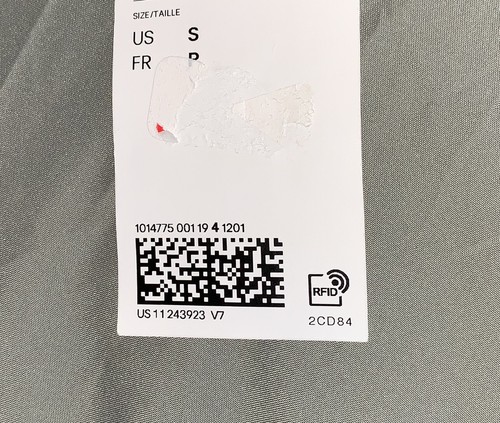 SIZE/TAILLE
US S
FR P
1014775 001 19 4 1201
US 11 243923 V7
RFID
2CD84